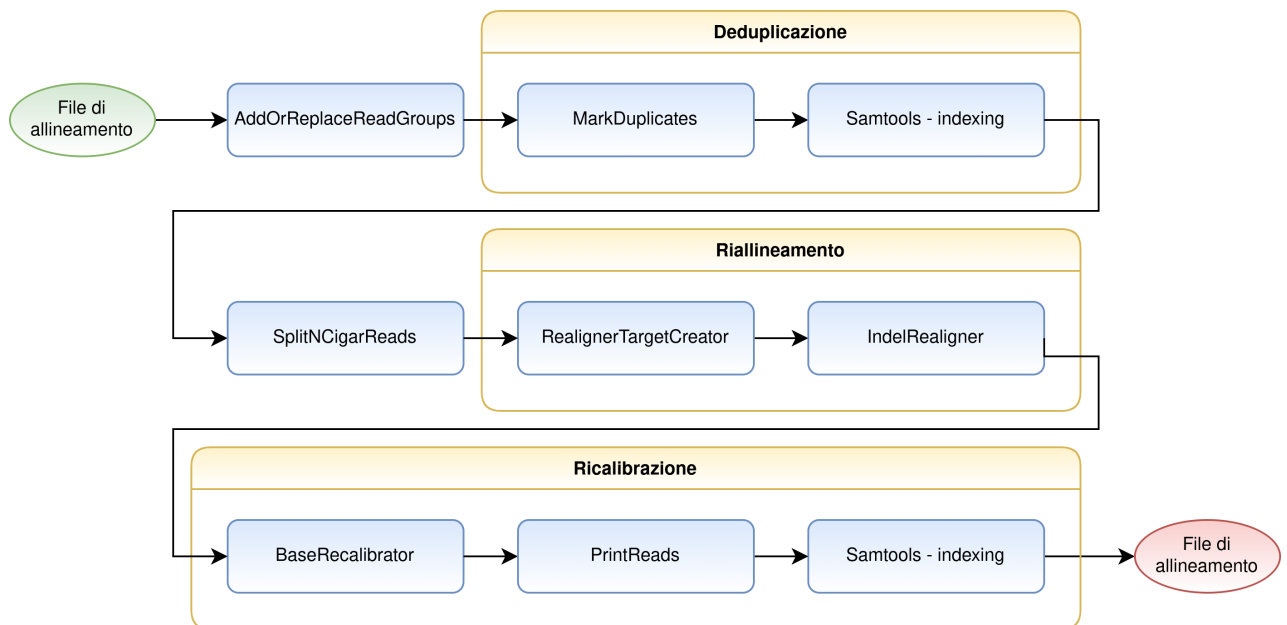 Deduplicazione
File di
allineamento
AddOrReplaceReadGroups
MarkDuplicates
Samtools - indexing
Riallineamento
SplitNCigarReads
RealignerTargetCreator
IndelRealigner
Ricalibrazione
BaseRecalibrator
PrintReads
Samtools - indexing
File di
allineamento